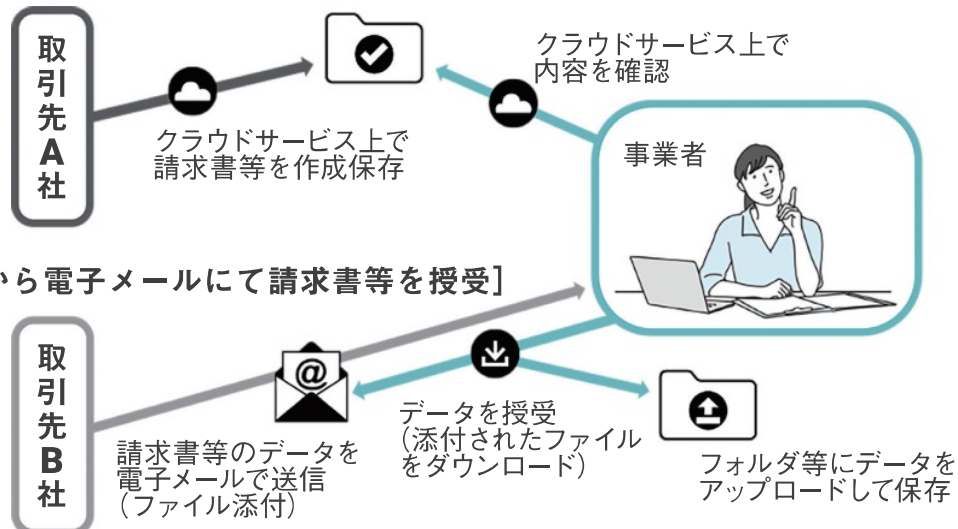 取引先A社
クラウドサービス上で
請求書等を作成保存
クラウドサービス上で
内容を確認
事業者
から電子メールにて請求書等を授受]
取引先B社
@
請求書等のデータを
電子メールで送信
（ファイル添付）
データを授受
（添付されたファイル
をダウンロード）
フォルダ等にデータを
アップロードして保存